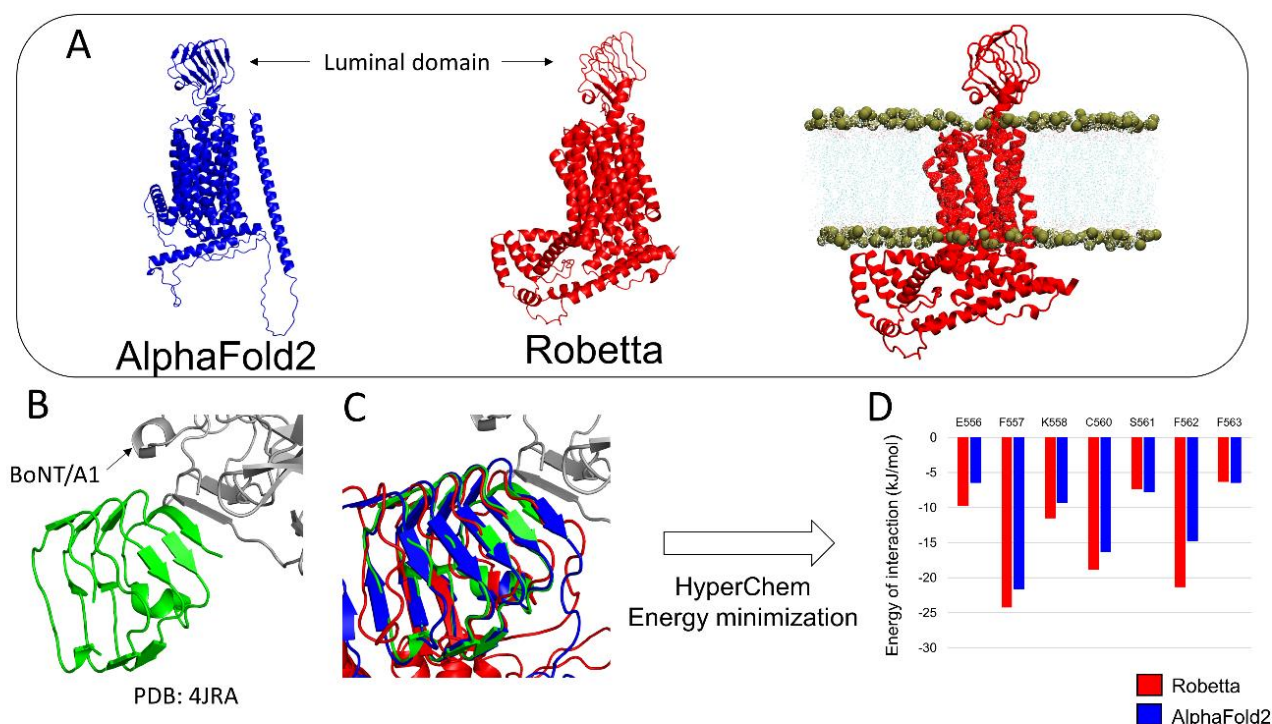 A
Luminal domain
AlphaFold2
Robetta
B
BoNT/A1
PDB: 4JRA
C
HyperChem
Energy minimization
D
E556 F557 K558 C560 S561 F562 F563
Energy of interaction (kJ/mol)
0
-5
-10
-15
-20
-25
-30
Robetta
AlphaFold2